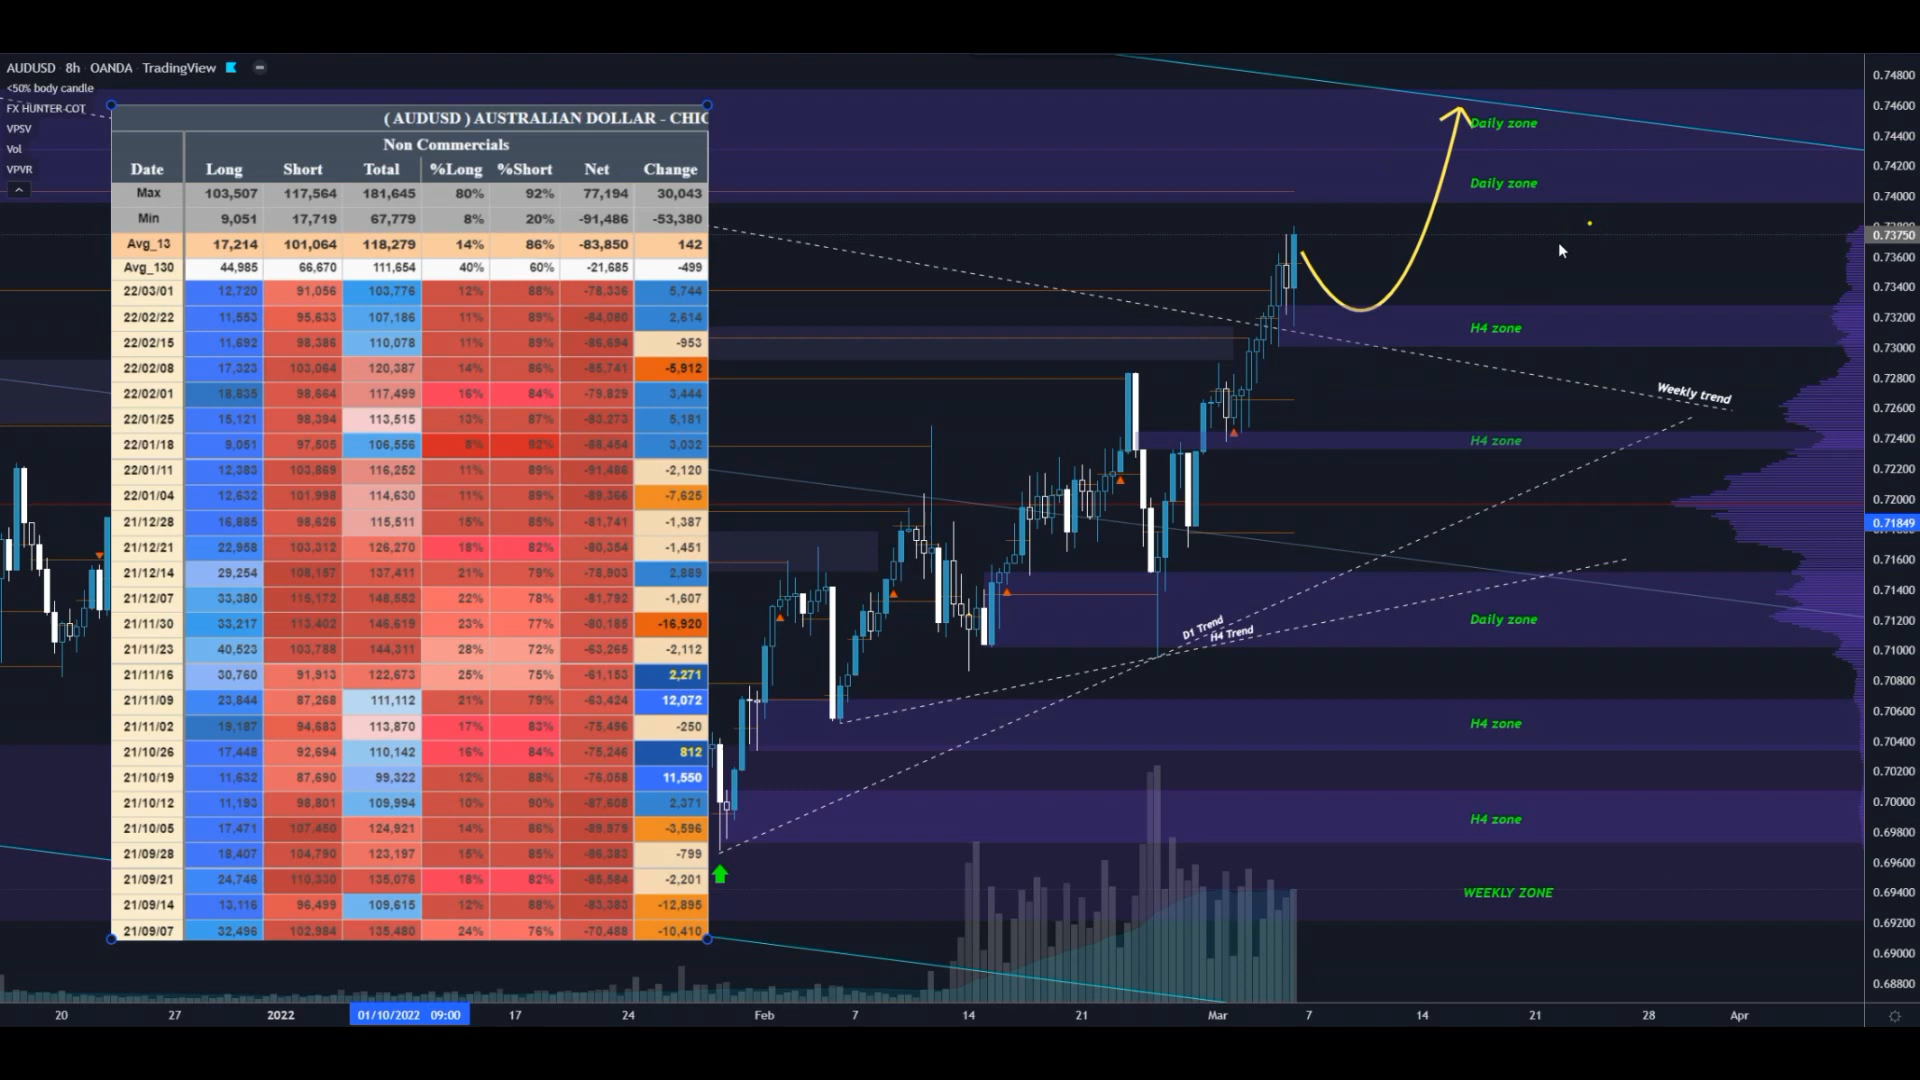 AUDUSD 8h OANDA TradingView
<50% body candle
FX HUNTER COT
VPSV
Vol
VPVR
( AUDUSD ) AUSTRALIAN DOLLAR - CHIC
Non Commercials
Date Long Short Total %Long %Short Net Change
Max 103,507 117,564 181,645 80% 92% 77,194 30,043
Min 9,051 17,719 67,779 8% 20% -91,486 -53,380
Avg_13 17,214 101,064 118,279 14% 86% -83,850 142
Avg_130 44,985 66,670 111,654 40% 60% -21,685 -499
22/03/01 12,720 91,056 103,776 12% 88% -78,336 5,744
22/02/22 11,553 95,633 107,186 11% 89% -84,080 2,614
22/02/15 11,692 98,386 110,078 11% 89% -86,694 -953
22/02/08 17,323 103,064 120,387 14% 86% -85,741 -5,912
22/02/01 18,835 98,664 117,499 16% 84% -79,829 3,444
22/01/25 15,121 98,394 113,515 13% 87% -83,273 5,181
22/01/18 9,051 97,505 106,556 8% 92% -88,454 3,032
22/01/11 12,383 103,869 116,252 11% 89% -91,486 -2,120
22/01/04 12,632 101,998 114,630 11% 89% -89,366 -7,625
21/12/28 16,885 98,626 115,511 15% 85% -81,741 -1,387
21/12/21 22,958 103,312 126,270 18% 82% -80,354 -1,451
21/12/14 29,254 108,157 137,411 21% 79% -78,903 2,889
21/12/07 33,380 116,172 148,552 22% 78% -81,792 -1,607
21/11/30 33,217 113,402 146,619 23% 77% -80,185 -16,920
21/11/23 40,523 103,788 144,311 28% 72% -63,265 -2,112
21/11/16 30,760 91,913 122,673 25% 75% -61,153 2,271
21/11/09 23,844 87,268 111,112 21% 79% -63,424 12,072
21/11/02 19,187 94,683 113,870 17% 83% -75,496 -250
21/10/26 17,448 92,694 110,142 16% 84% -75,246 812
21/10/19 11,632 87,690 99,322 12% 88% -76,058 11,550
21/10/12 11,193 98,801 109,994 10% 90% -87,608 2,371
21/10/05 17,471 107,450 124,921 14% 86% -89,979 -3,596
21/09/28 18,407 104,790 123,197 15% 85% -86,383 -799
21/09/21 24,746 110,330 135,076 18% 82% -85,584 -2,201
21/09/14 13,116 96,499 109,615 12% 88% -83,383 -12,895
21/09/07 32,496 102,984 135,480 24% 76% -70,488 -10,410
Daily zone
Daily zone
H4 zone
Weekly trend
H4 zone
D1 Trend
H4 Trend
Daily zone
H4 zone
H4 zone
WEEKLY ZONE
0.74800
0.74600
0.74400
0.74200
0.74000
0.73750
0.73600
0.73400
0.73200
0.73000
0.72800
0.72600
0.72400
0.72200
0.72000
0.71849
0.71600
0.71400
0.71200
0.71000
0.70800
0.70600
0.70400
0.70200
0.70000
0.69800
0.69600
0.69400
0.69200
0.69000
0.68800
20 27 2022 01/10/2022 09:00 17 24 Feb 7 14 21 Mar 7 14 21 28 Apr